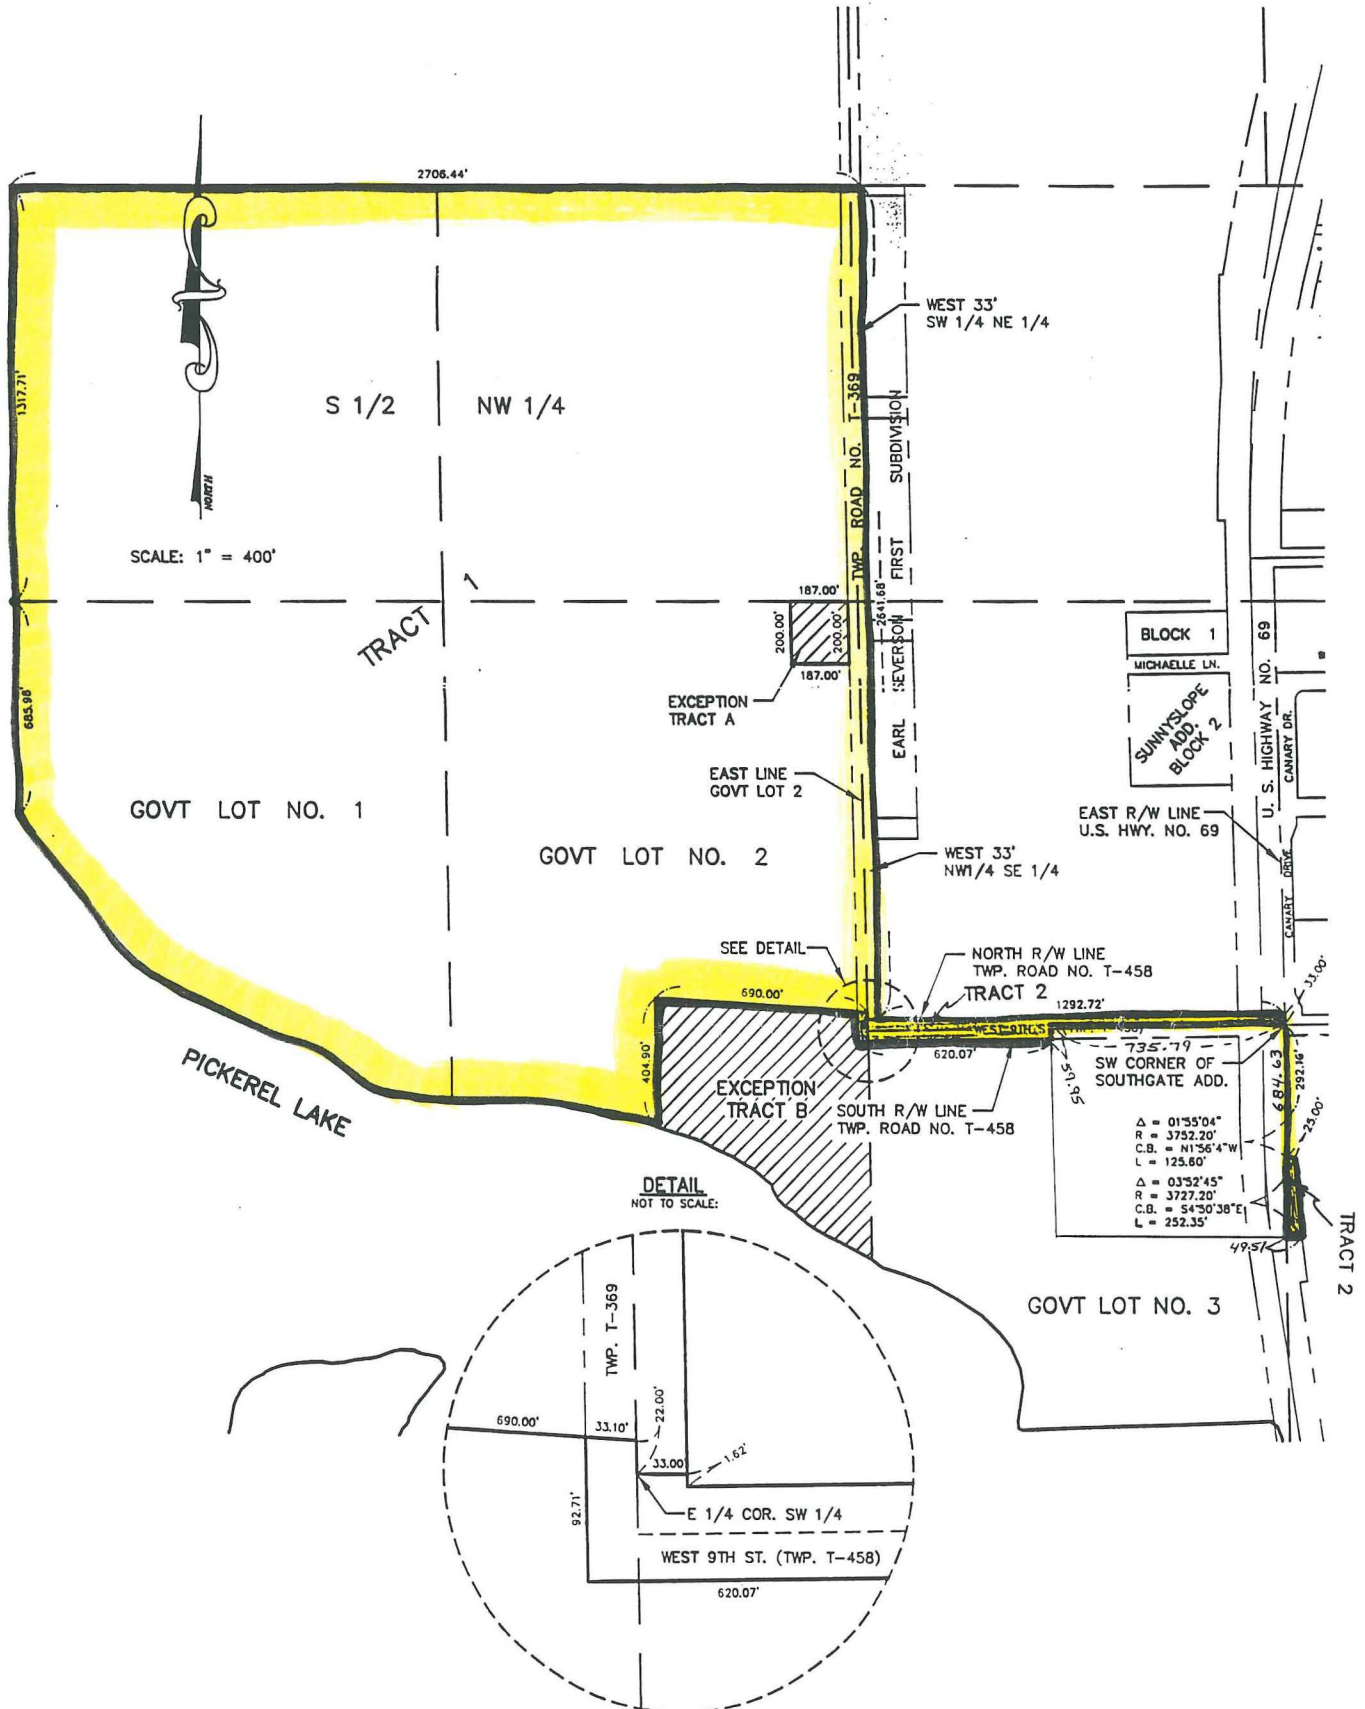 2706.44'
WEST 33'
SW 1/4 NE 1/4
1317.71'
S 1/2
NW 1/4
TWP. ROAD NO. T-369
EARL SEVERSON FIRST SUBDIVISION
NORTH
SCALE: 1" = 400'
TRACT 1
187.00'
200.00'
200.00'
187.00'
2641.68'
EXCEPTION
TRACT A
BLOCK 1
MICHAELLE LN.
SUNNYSLOPE
ADD.
BLOCK 2
U. S. HIGHWAY NO. 69
CANARY DR.
685.98'
EAST LINE
GOVT LOT 2
GOVT LOT NO. 1
GOVT LOT NO. 2
EAST R/W LINE
U.S. HWY. NO. 69
CANARY DRIVE
WEST 33'
NW1/4 SE 1/4
SEE DETAIL
NORTH R/W LINE
TWP. ROAD NO. T-458
TRACT 2
33.00'
690.00'
1292.72'
WEST 9TH S (TWP. T-458)
620.07'
735.79
59.95
SW CORNER OF
SOUTHGATE ADD.
684.63
292.16'
25.00'
404.90'
PICKEREL LAKE
EXCEPTION
TRACT B
SOUTH R/W LINE
TWP. ROAD NO. T-458
Δ = 01°55'04"
R = 3752.20'
C.B. = N1°56'4"W
L = 125.60'
Δ = 03°52'45"
R = 3727.20'
C.B. = S4°50'38"E
L = 252.35'
49.51
TRACT 2
DETAIL
NOT TO SCALE:
GOVT LOT NO. 3
TWP. T-369
690.00'
33.10'
22.00'
33.00'
1.62'
E 1/4 COR. SW 1/4
92.71'
WEST 9TH ST. (TWP. T-458)
620.07'